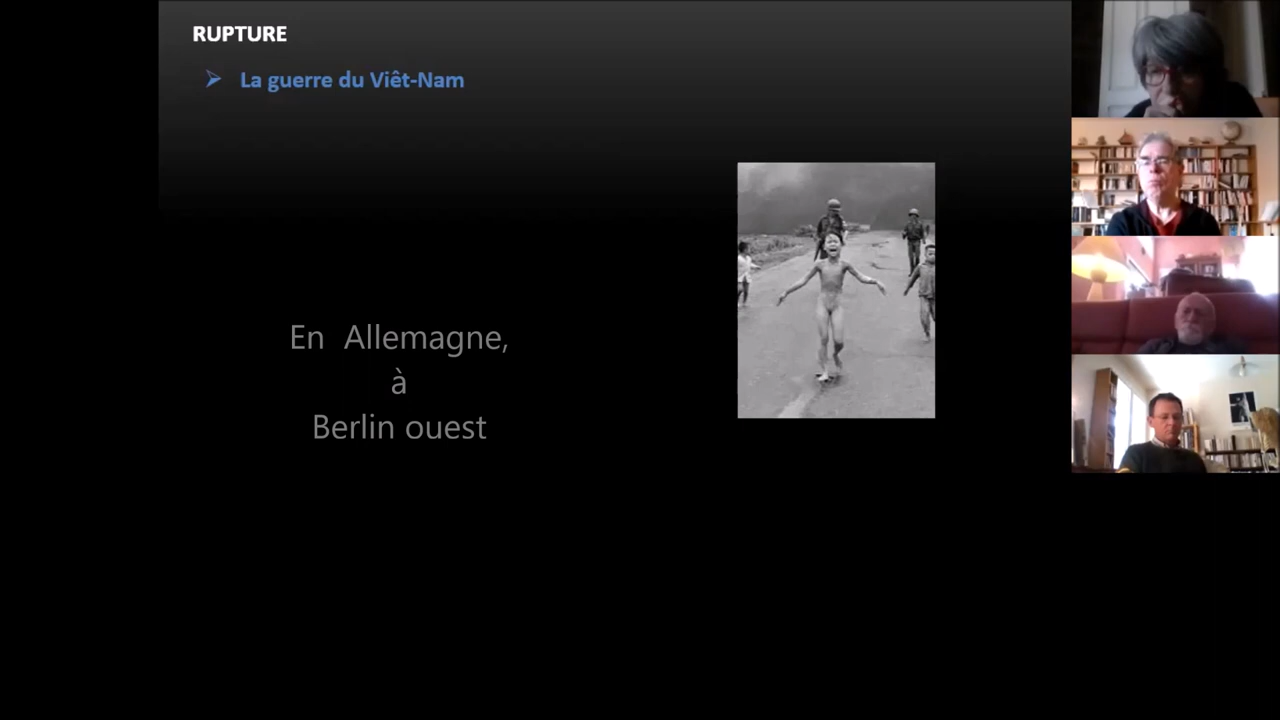 RUPTURE
La guerre du Viêt-Nam
En Allemagne,
à
Berlin ouest